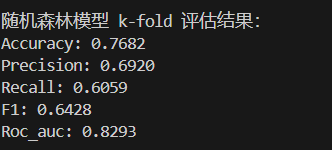 随机森林模型 k-fold 评估结果:
Accuracy: 0.7682
Precision: 0.6920
Recall: 0.6059
F1: 0.6428
Roc_auc: 0.8293